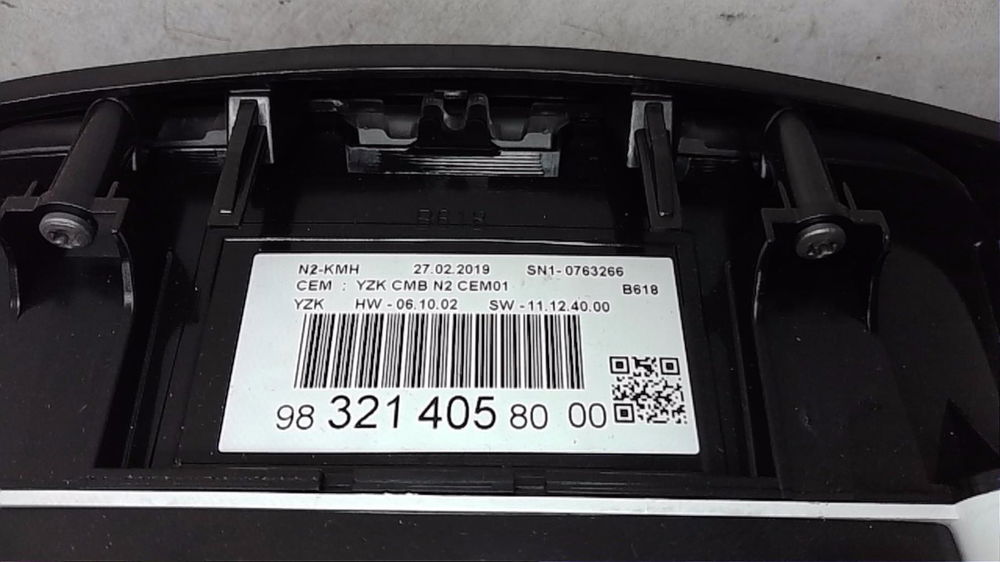 B618
N2-KMH 27.02.2019 SN1-0763266
CEM : YZK CMB N2 CEM01 B618
YZK HW - 06.10.02 SW - 11.12.40.00
98 321 405 80 00